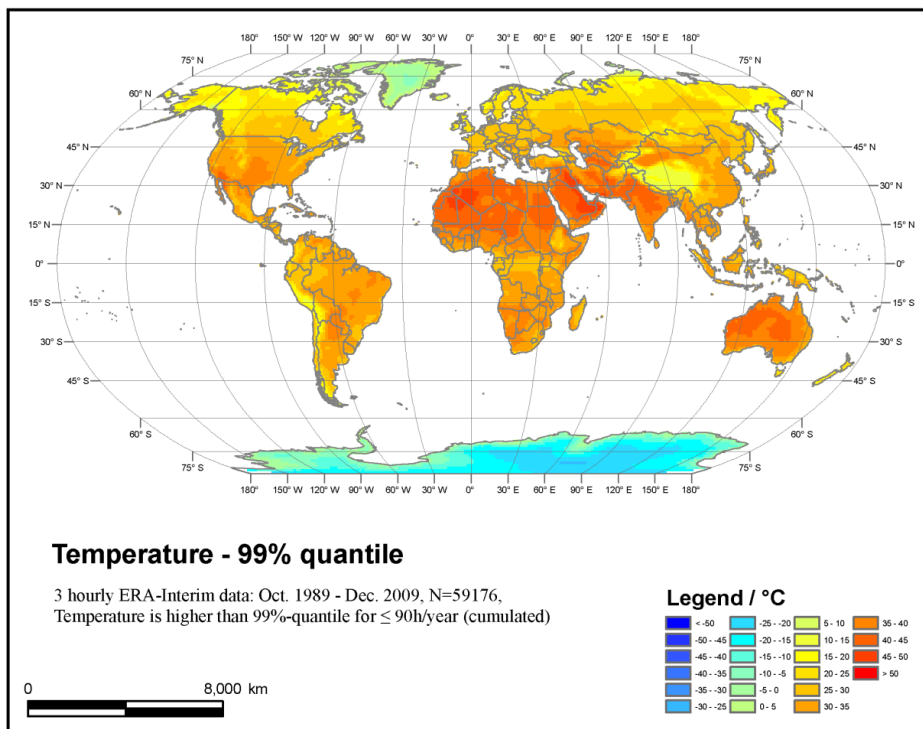 180° 150° W 120° W 90° W 60° W 30° W 0° 30° E 60° E 90° E 120° E 150° E 180°
75° N 75° N
60° N 60° N
45° N 45° N
30° N 30° N
15° N 15° N
0° 0°
15° S 15° S
30° S 30° S
45° S 45° S
60° S 60° S
75° S 75° S
180° 150° W 120° W 90° W 60° W 30° W 0° 30° E 60° E 90° E 120° E 150° E 180°
Temperature - 99% quantile
3 hourly ERA-Interim data: Oct. 1989 - Dec. 2009, N=59176,
Temperature is higher than 99%-quantile for ≤ 90h/year (cumulated)
0 8,000 km
Legend / °C
< -50 -25 - -20 5 - 10 35 - 40
-50 - -45 -20 - -15 10 - 15 40 - 45
-45 - -40 -15 - -10 15 - 20 45 - 50
-40 - -35 -10 - -5 20 - 25 > 50
-35 - -30 -5 - 0 25 - 30
-30 - -25 0 - 5 30 - 35